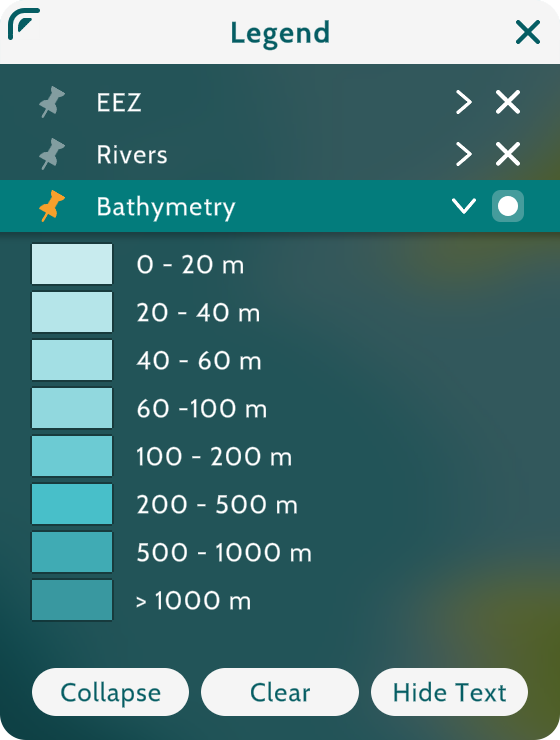 Legend
EEZ
Rivers
Bathymetry
0 - 20 m
20 - 40 m
40 - 60 m
60 -100 m
100 - 200 m
200 - 500 m
500 - 1000 m
> 1000 m
Collapse
Clear
Hide Text